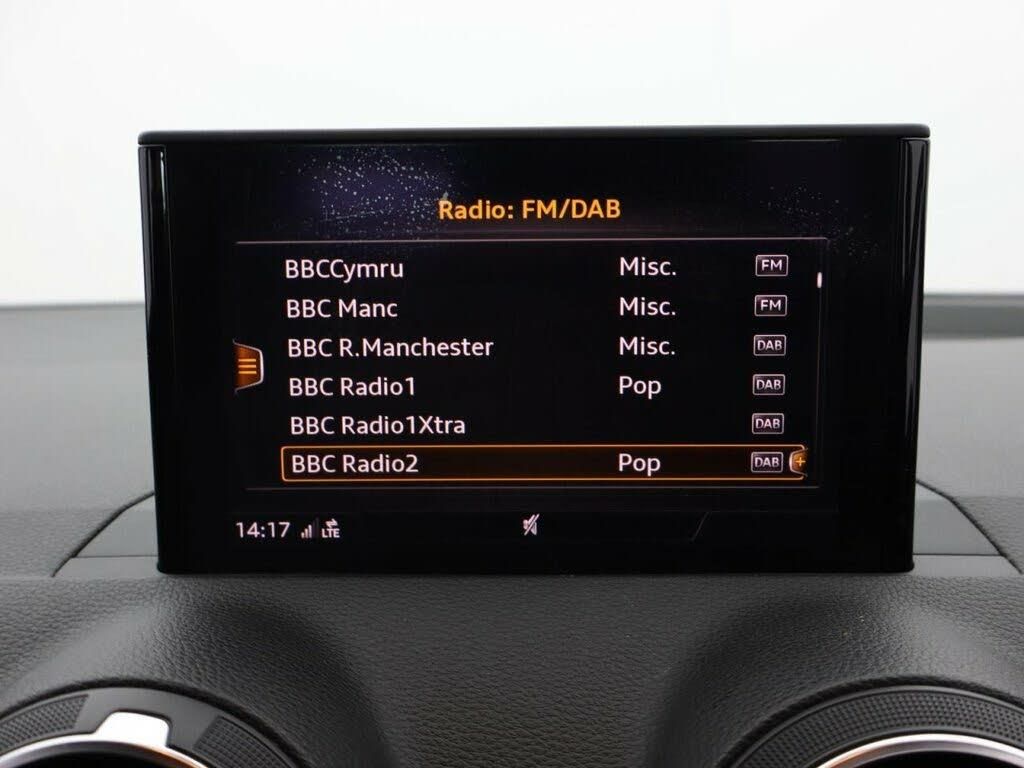 Radio: FM/DAB
BBCCymru Misc. FM
BBC Manc Misc. FM
BBC R.Manchester Misc. DAB
BBC Radio1 Pop DAB
BBC Radio1Xtra DAB
BBC Radio2 Pop DAB +
14:17 LTE